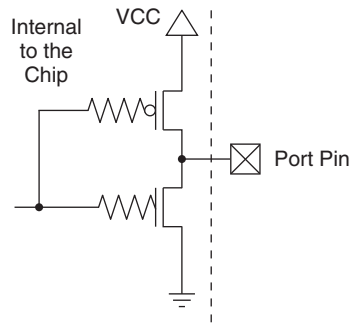 Internal
to the
Chip
VCC
Port Pin